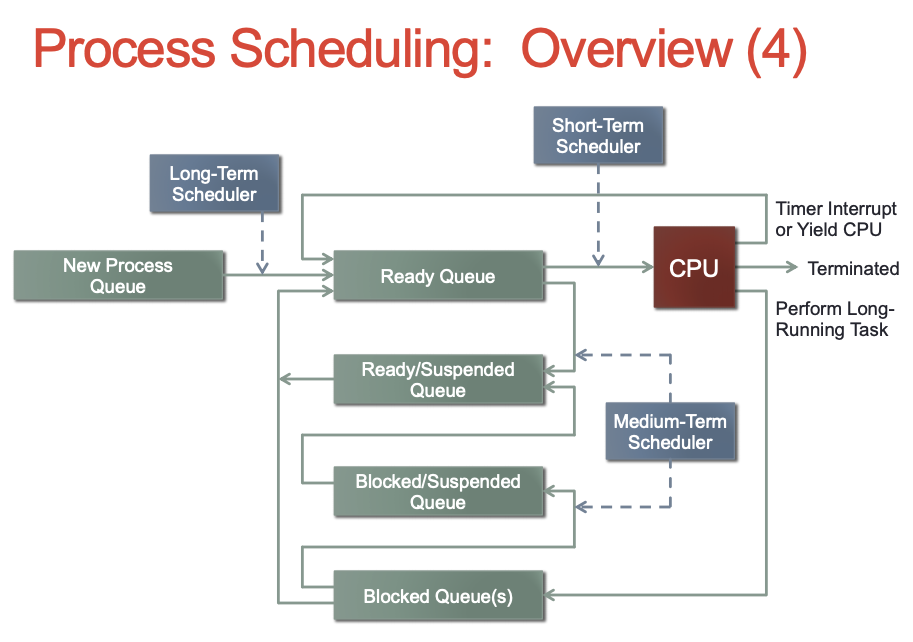 Process Scheduling:  Overview (4)
Short-Term
Scheduler
Long-Term
Scheduler
Timer Interrupt
or Yield CPU
New Process
Queue
Ready Queue
CPU
Terminated
Perform Long-
Running Task
Ready/Suspended
Queue
Medium-Term
Scheduler
Blocked/Suspended
Queue
Blocked Queue(s)